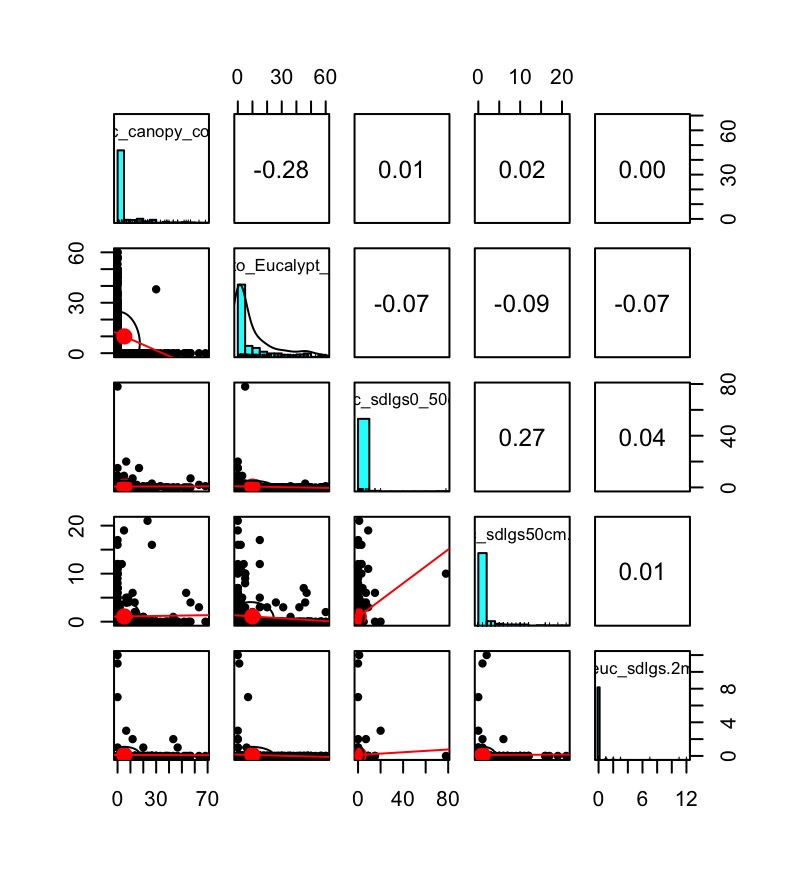 0 30 60 0 10 20
c_canopy_co -0.28 0.01 0.02 0.00 0 30 60
0 30 60 to_Eucalypt_ -0.07 -0.09 -0.07
c_sdlgs0_50 0.27 0.04 0 40 80
0 10 20 _sdlgs50cm. 0.01
euc_sdlgs.2m 0 4 8
0 30 70 0 40 80 0 6 12